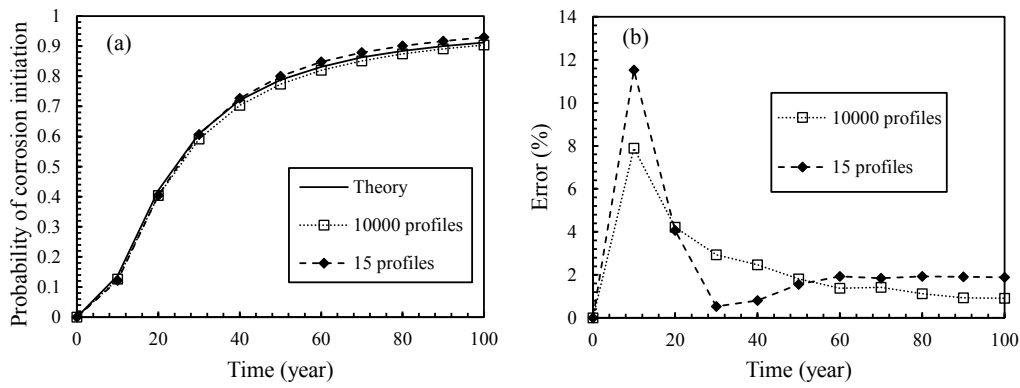 (a)
Probability of corrosion initiation
1
0.9
0.8
0.7
0.6
0.5
0.4
0.3
0.2
0.1
0
Theory
10000 profiles
15 profiles
0 20 40 60 80 100
Time (year)
(b)
Error (%)
14
12
10
8
6
4
2
0
10000 profiles
15 profiles
0 20 40 60 80 100
Time (year)